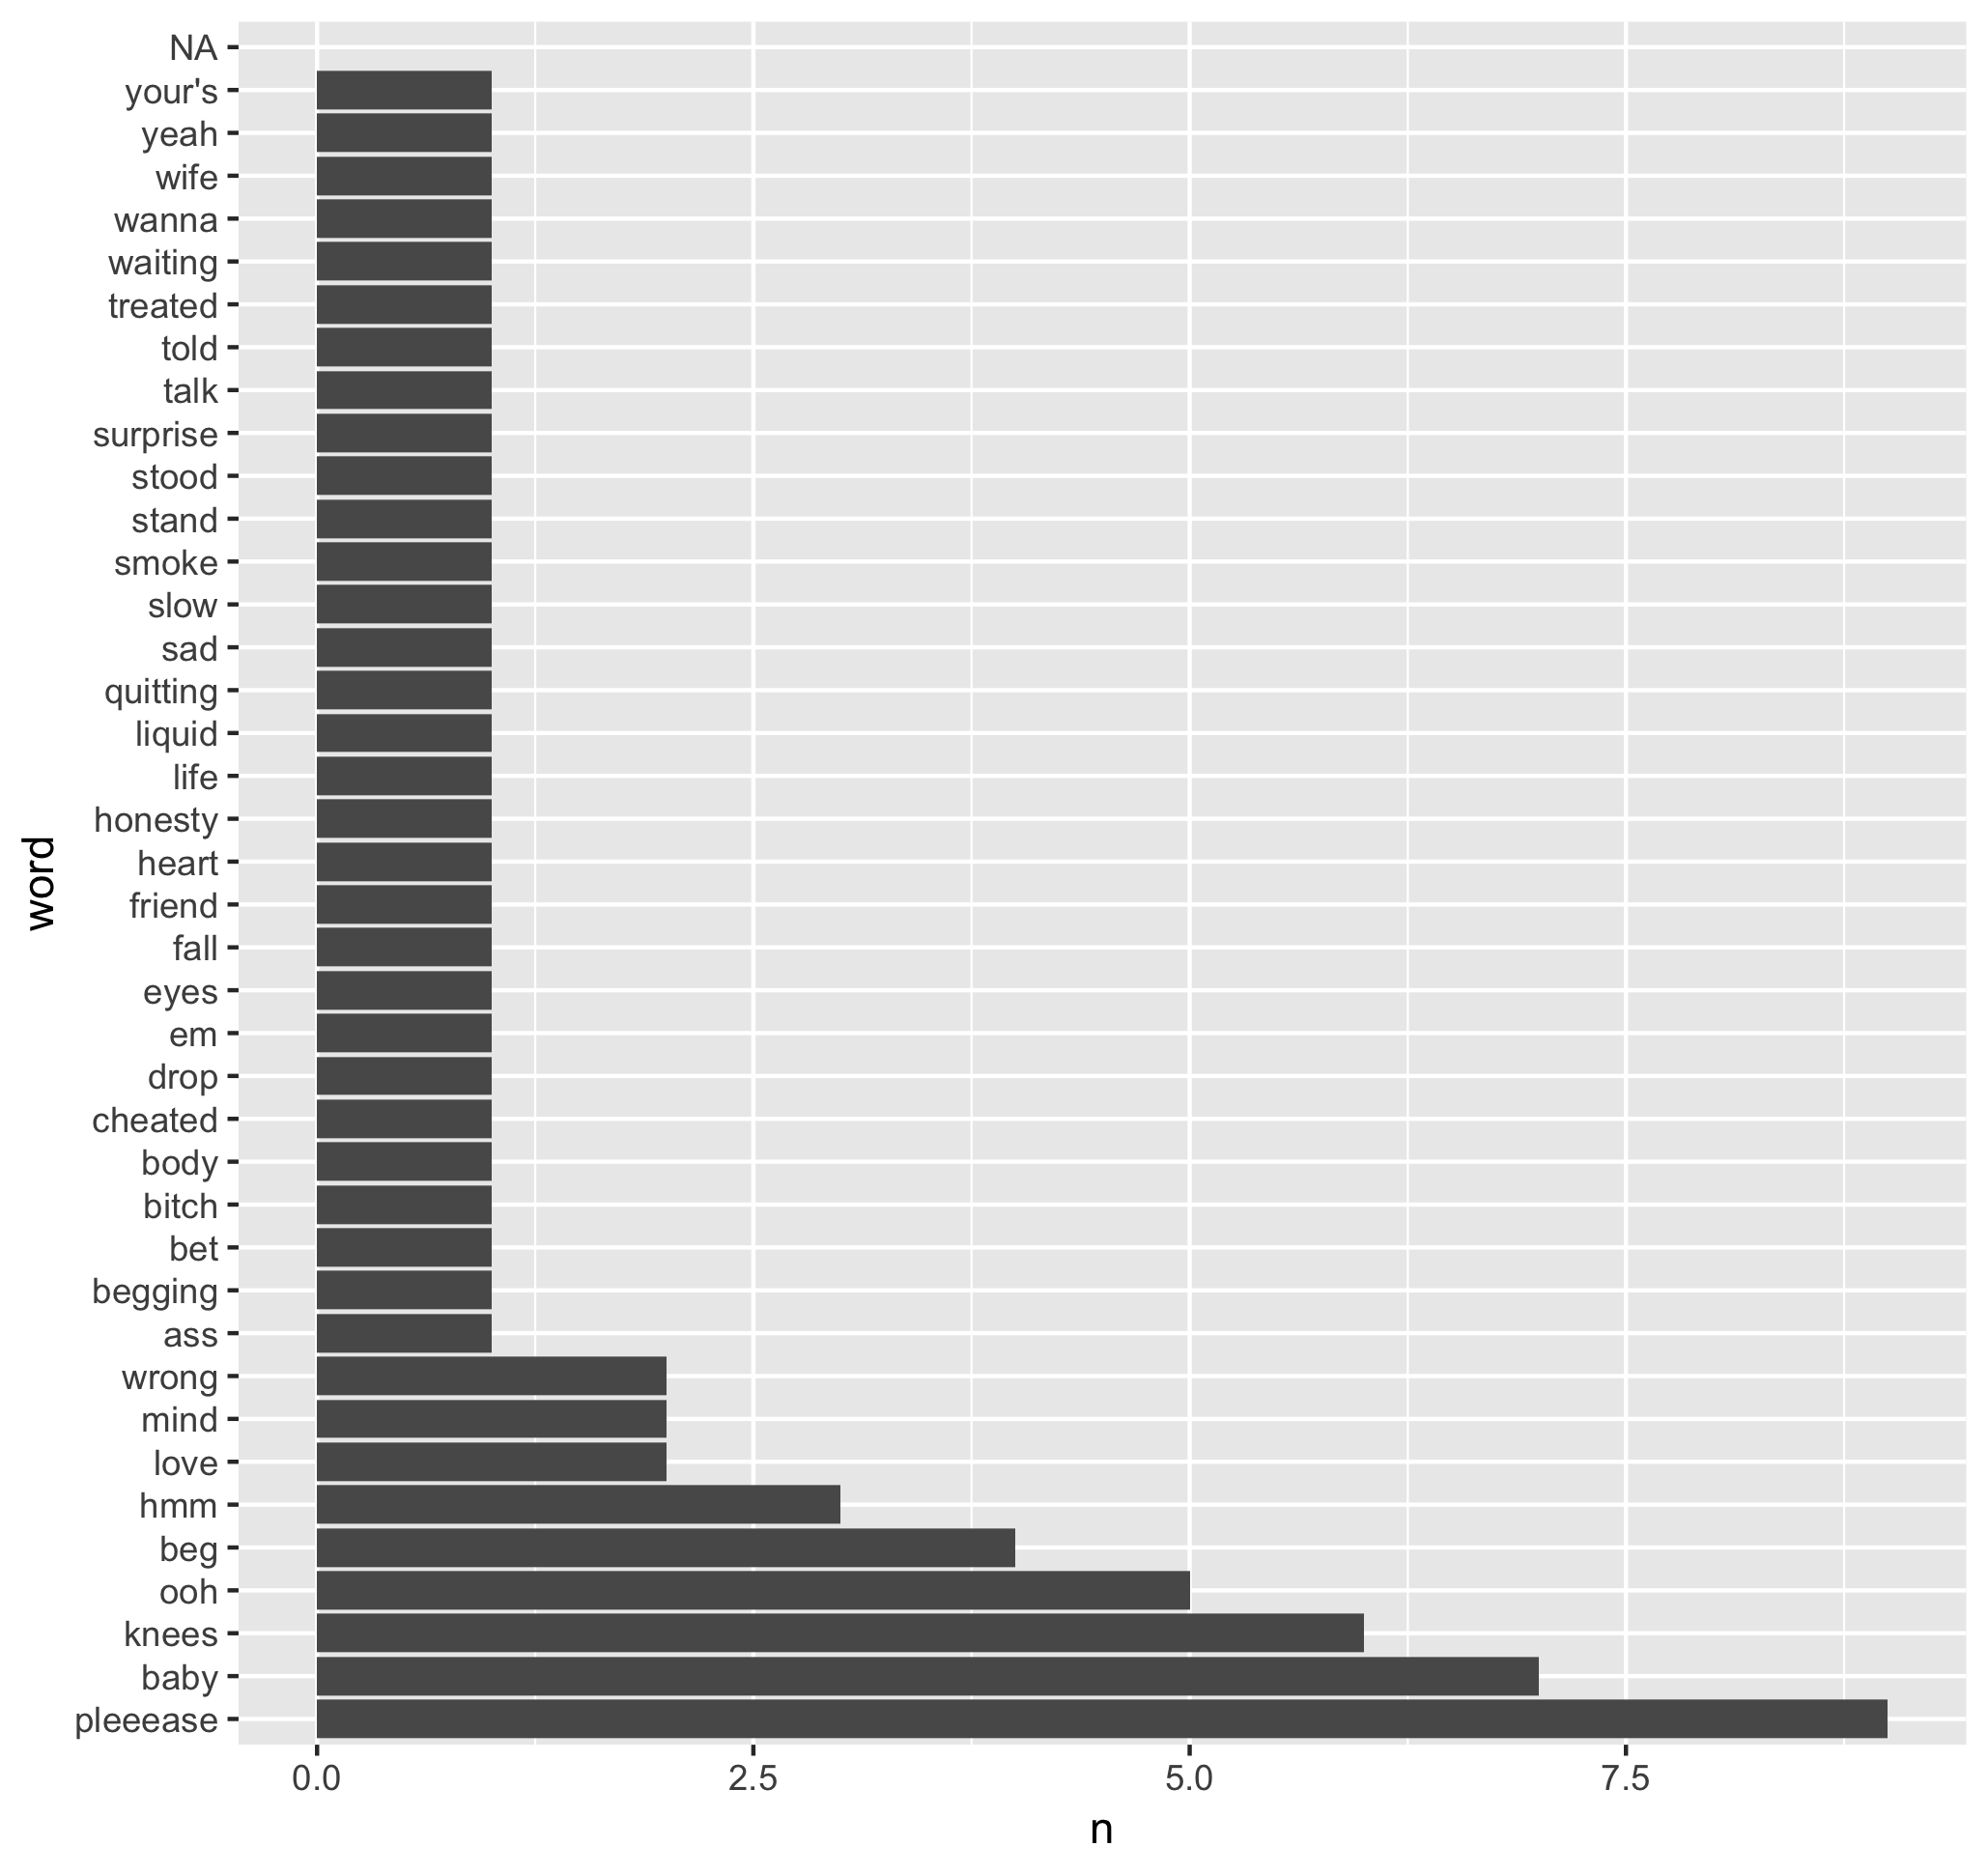 NA
your's
yeah
wife
wanna
waiting
treated
told
talk
surprise
stood
stand
smoke
slow
sad
quitting
liquid
life
honesty
heart
friend
fall
eyes
em
drop
cheated
body
bitch
bet
begging
ass
wrong
mind
love
hmm
beg
ooh
knees
baby
pleeease
word
0.0 2.5 5.0 7.5
n